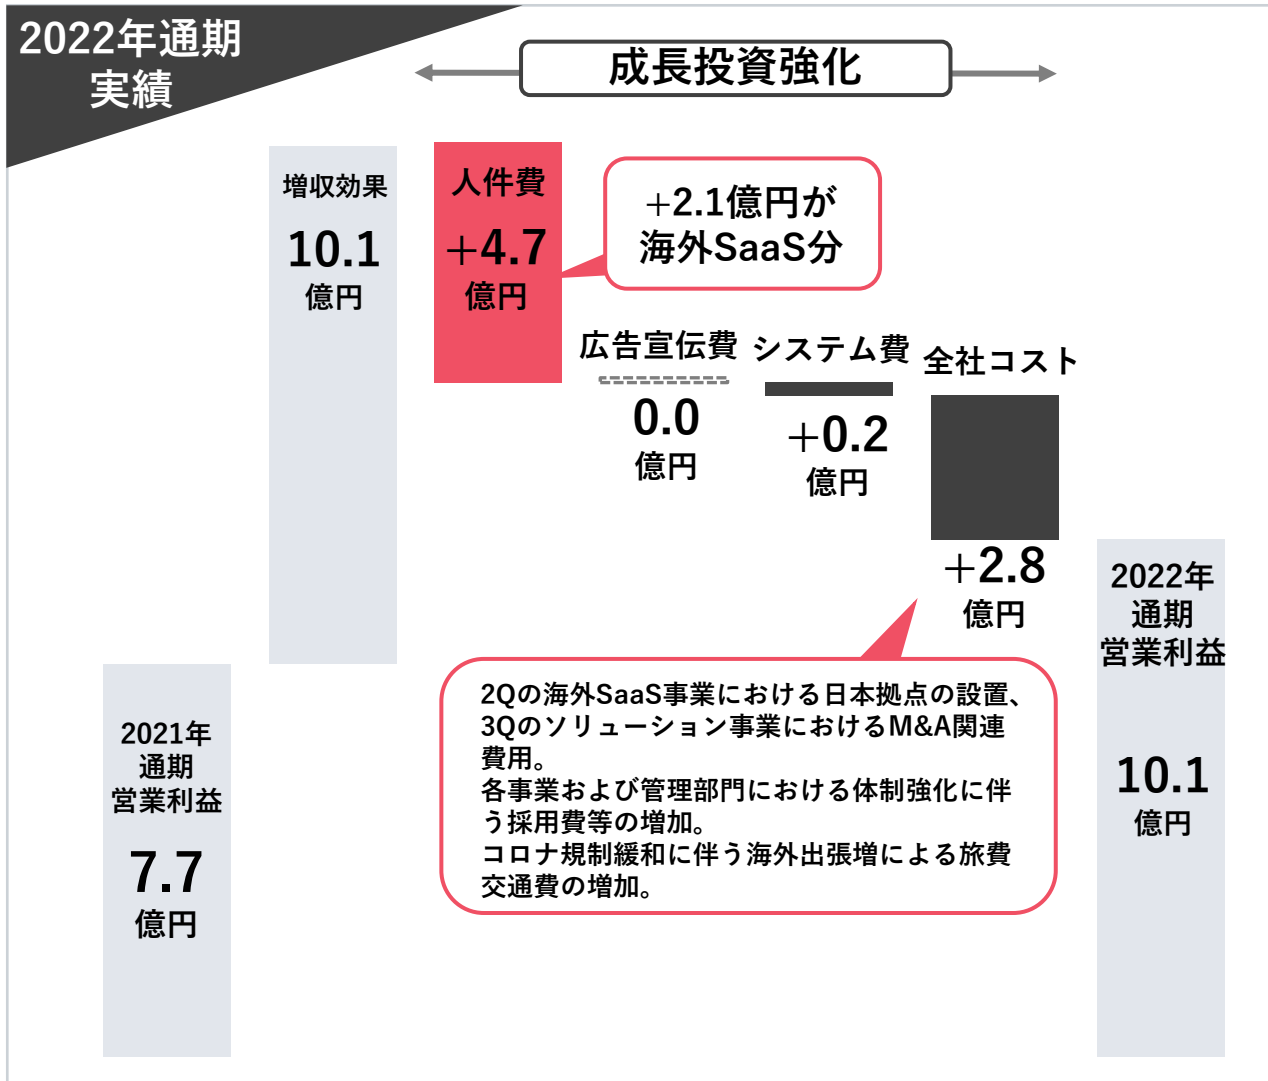 2022年通期
実績
成長投資強化
増収効果
10.1
億円
人件費
+4.7
億円
+2.1億円が
海外SaaS分
広告宣伝費
0.0
億円
システム費
+0.2
億円
全社コスト
+2.8
億円
2Qの海外SaaS事業における日本拠点の設置、
3Qのソリューション事業におけるM&A関連
費用。
各事業および管理部門における体制強化に伴
う採用費等の増加。
コロナ規制緩和に伴う海外出張増による旅費
交通費の増加。
2021年
通期
営業利益
7.7
億円
2022年
通期
営業利益
10.1
億円